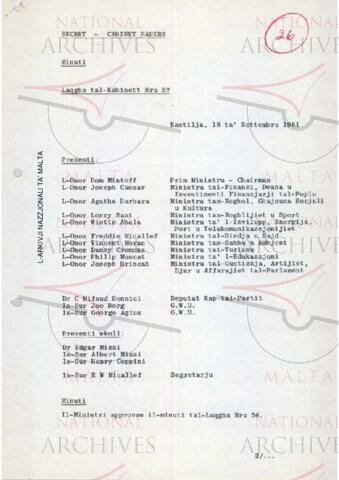 SECRET - CABINET PAPERS
26
Minuti
Laqgha tal-Kabinett Nru 57
Kastilja, 18 ta' Settembru 1981
Prezenti:
L-Onor Dom Mintoff Prim Ministru - Chairman
L-Onor Joseph Cassar Ministru tal-Finanzi, Dwana u
Investimenti Finanzjarji tal-Poplu
L-Onor Agatha Barbara Ministru tax-Xoghol, Ghajnuna Socjali
u Kultura
L-Onor Lorry Sant Ministru tax-Xoghlijiet u Sport
L-Onor Wistin Abela Ministru ta' l-Izvilupp, Energija,
Port u Telekomunikazzjonijiet
L-Onor Freddie Micallef Ministru tal-Biedja u Sajd
L-Onor Vincent Moran Ministru tas-Sahha u Ambjent
L-Onor Danny Cremona Ministru tat-Turizmu
L-Onor Philip Muscat Ministru ta' l-Edukazzjoni
L-Onor Joseph Brincat Ministru tal-Gustizzja, Artijiet,
Djar u Affarijiet tal-Parlament
Dr C Mifsud Bonnici Deputat Kap tal-Partit
Is-Sur Joe Borg G.W.U.
Is-Sur George Agius G.W.U.
Prezenti wkoll:
Dr Edgar Mizzi
Is-Sur Albert Mizzi
Is-Sur Henry Coppini
Is-Sur E W Micallef Segretarju
Minuti
Il-Ministri approvaw il-minuti tal-Laqgha Nru 56.
2/...
L-ARKIVJI NAZZJONALI TA' MALTA
NATIONAL ARCHIVES
MALTA